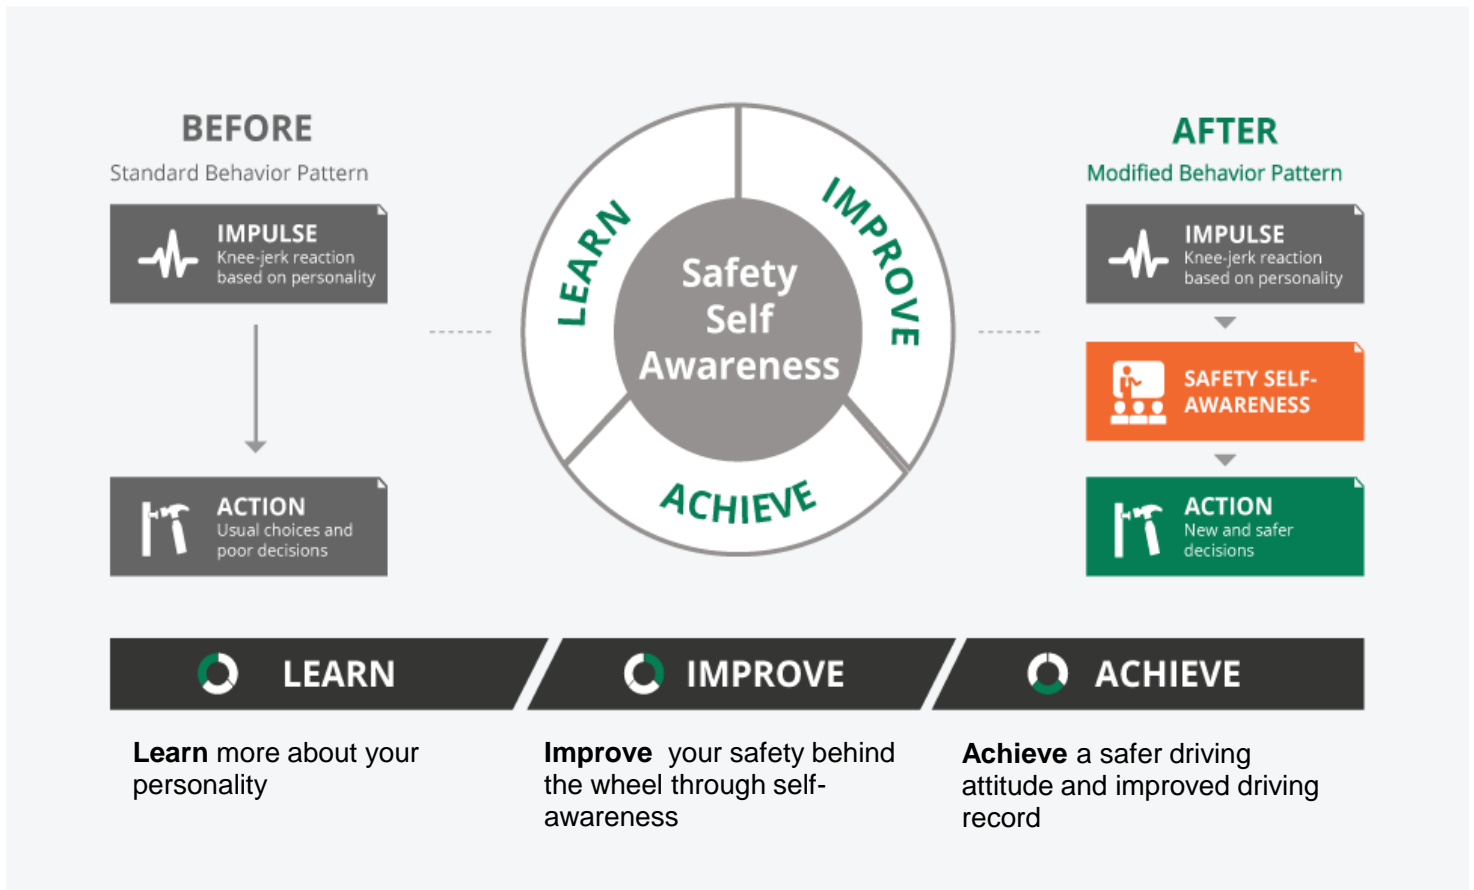 BEFORE
Standard Behavior Pattern
IMPULSE
Knee-jerk reaction
based on personality
ACTION
Usual choices and
poor decisions
LEARN
IMPROVE
ACHIEVE
Safety
Self
Awareness
AFTER
Modified Behavior Pattern
IMPULSE
Knee-jerk reaction
based on personality
SAFETY SELF-
AWARENESS
ACTION
New and safer
decisions
LEARN
IMPROVE
ACHIEVE
Learn more about your
personality
Improve your safety behind
the wheel through self-
awareness
Achieve a safer driving
attitude and improved driving
record